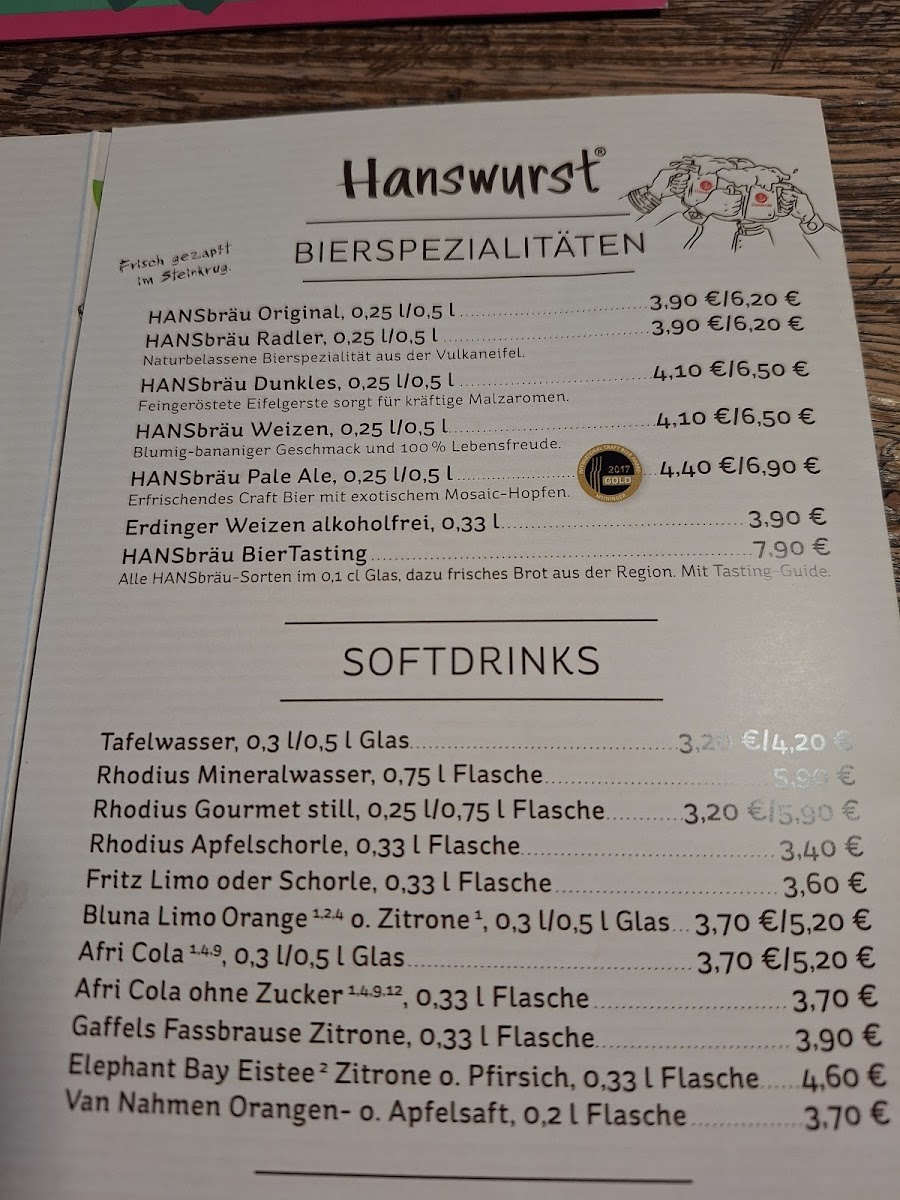 Hanswurst®
BIERSPEZIALITÄTEN
Frisch gezapft
im Steinkrug.
HANSbräu Original, 0,25 l/0,5 l 3,90 €/6,20 €
HANSbräu Radler, 0,25 l/0,5 l 3,90 €/6,20 €
Naturbelassene Bierspezialität aus der Vulkaneifel.
HANSbräu Dunkles, 0,25 l/0,5 l 4,10 €/6,50 €
Feingeröstete Eifelgerste sorgt für kräftige Malzaromen.
HANSbräu Weizen, 0,25 l/0,5 l 4,10 €/6,50 €
Blumig-bananiger Geschmack und 100 % Lebensfreude.
HANSbräu Pale Ale, 0,25 l/0,5 l 4,40 €/6,90 €
Erfrischendes Craft Bier mit exotischem Mosaic-Hopfen.
2017
GOLD
MEININGER
Erdinger Weizen alkoholfrei, 0,33 l 3,90 €
HANSbräu BierTasting 7,90 €
Alle HANSbräu-Sorten im 0,1 cl Glas, dazu frisches Brot aus der Region. Mit Tasting-Guide.
SOFTDRINKS
Tafelwasser, 0,3 l/0,5 l Glas 3,20 €/4,20 €
Rhodius Mineralwasser, 0,75 l Flasche 5,90 €
Rhodius Gourmet still, 0,25 l/0,75 l Flasche 3,20 €/5,90 €
Rhodius Apfelschorle, 0,33 l Flasche 3,40 €
Fritz Limo oder Schorle, 0,33 l Flasche 3,60 €
Bluna Limo Orange 1,2,4 o. Zitrone 1, 0,3 l/0,5 l Glas 3,70 €/5,20 €
Afri Cola 1,4,9, 0,3 l/0,5 l Glas 3,70 €/5,20 €
Afri Cola ohne Zucker 1,4,9,12, 0,33 l Flasche 3,70 €
Gaffels Fassbrause Zitrone, 0,33 l Flasche 3,90 €
Elephant Bay Eistee 2 Zitrone o. Pfirsich, 0,33 l Flasche 4,60 €
Van Nahmen Orangen- o. Apfelsaft, 0,2 l Flasche 3,70 €